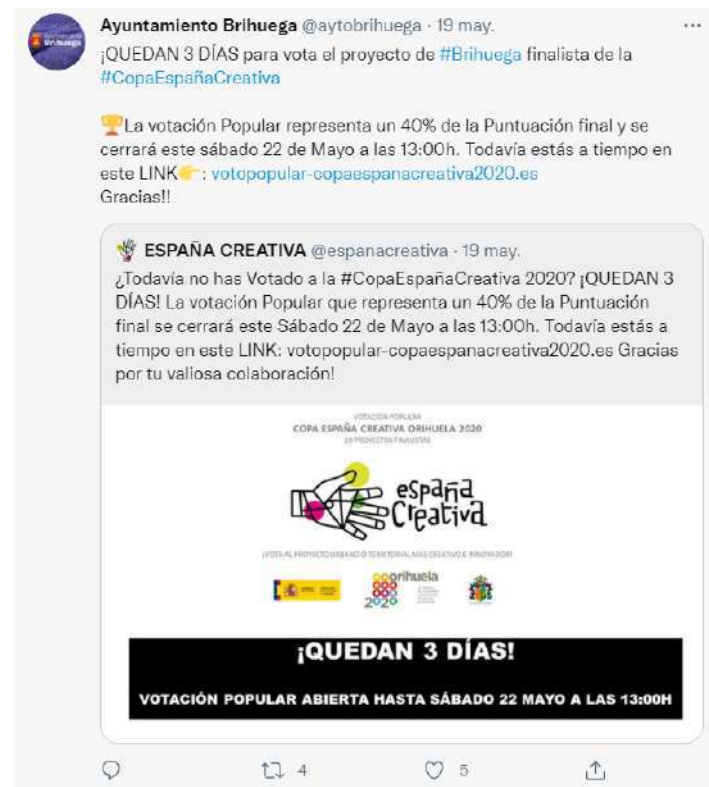 Ayuntamiento Brihuega @aytobrihuega · 19 may.
¡QUEDAN 3 DÍAS para vota el proyecto de #Brihuega finalista de la
#CopaEspañaCreativa
🏆La votación Popular representa un 40% de la Puntuación final y se
cerrará este sábado 22 de Mayo a las 13:00h. Todavía estás a tiempo en
este LINK👉: votopopular-copaespanacreativa2020.es
Gracias!!
ESPAÑA CREATIVA @espanacreativa · 19 may.
¿Todavía no has Votado a la #CopaEspañaCreativa 2020? ¡QUEDAN 3
DÍAS! La votación Popular que representa un 40% de la Puntuación
final se cerrará este Sábado 22 de Mayo a las 13:00h. Todavía estás a
tiempo en este LINK: votopopular-copaespanacreativa2020.es Gracias
por tu valiosa colaboración!
VOTACIÓN POPULAR
COPA ESPAÑA CREATIVA ORIHUELA 2020
20 PROYECTOS FINALISTAS
españa
Creativa
¡VOTA AL PROYECTO URBANO O TERRITORIAL MÁS CREATIVO E INNOVADOR!
orihuela
2020
¡QUEDAN 3 DÍAS!
VOTACIÓN POPULAR ABIERTA HASTA SÁBADO 22 MAYO A LAS 13:00H
4 5